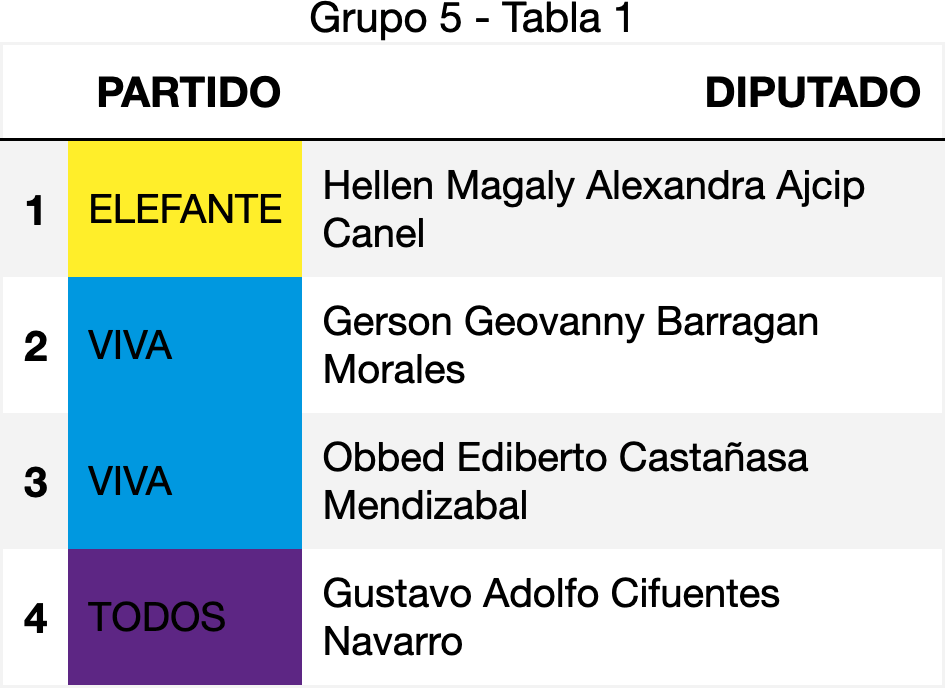 Grupo 5 - Tabla 1
PARTIDO DIPUTADO
1 ELEFANTE Hellen Magaly Alexandra Ajcip
Canel
2 VIVA Gerson Geovanny Barragan
Morales
3 VIVA Obbed Ediberto Castañasa
Mendizabal
4 TODOS Gustavo Adolfo Cifuentes
Navarro